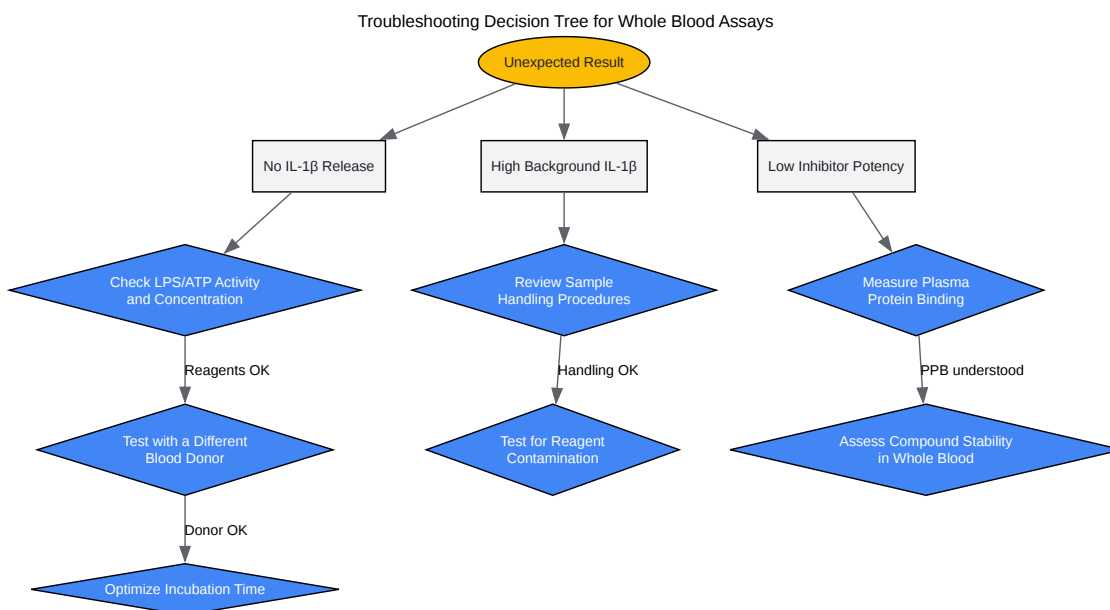 Troubleshooting Decision Tree for Whole Blood Assays
Unexpected Result
No IL-1β Release
High Background IL-1β
Low Inhibitor Potency
Check LPS/ATP Activity
and Concentration
Review Sample
Handling Procedures
Measure Plasma
Protein Binding
Reagents OK
Handling OK
PPB understood
Test with a Different
Blood Donor
Test for Reagent
Contamination
Assess Compound Stability
in Whole Blood
Donor OK
Optimize Incubation Time